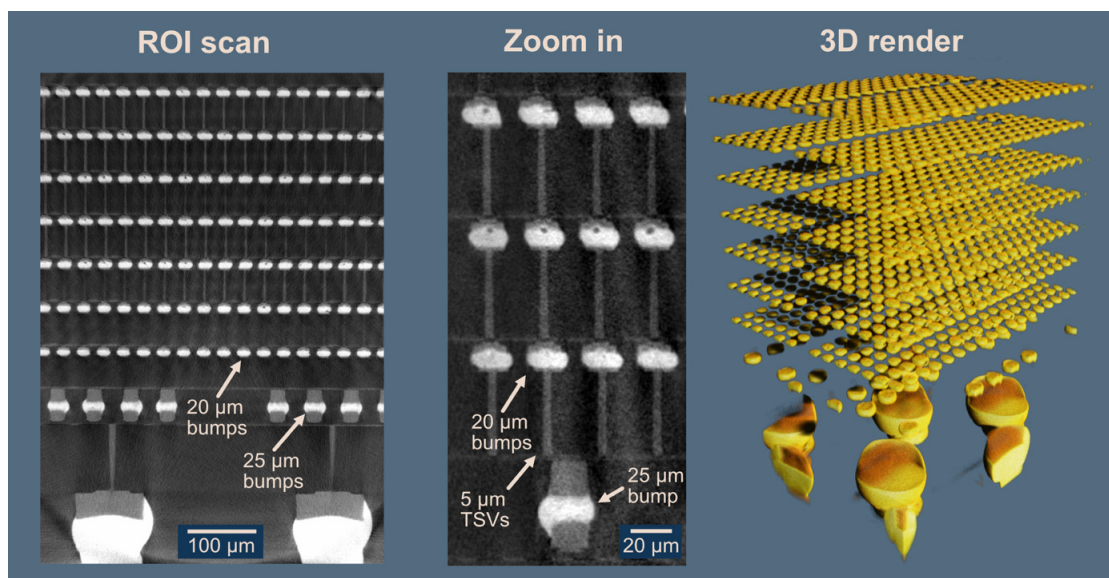 ROI scan
Zoom in
3D render
20 µm
bumps
25 µm
bumps
100 µm
20 µm
bumps
5 µm
TSVs
25 µm
bump
20 µm